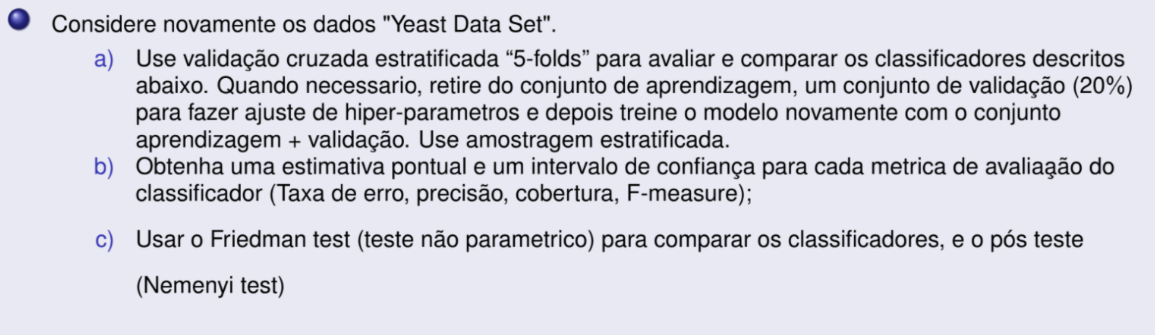 Considere novamente os dados "Yeast Data Set".
a) Use validação cruzada estratificada “5-folds” para avaliar e comparar os classificadores descritos
abaixo. Quando necessario, retire do conjunto de aprendizagem, um conjunto de validação (20%)
para fazer ajuste de hiper-parametros e depois treine o modelo novamente com o conjunto
aprendizagem + validação. Use amostragem estratificada.
b) Obtenha uma estimativa pontual e um intervalo de confiança para cada metrica de avaliaąão do
classificador (Taxa de erro, precisão, cobertura, F-measure);
c) Usar o Friedman test (teste não parametrico) para comparar os classificadores, e o pós teste
(Nemenyi test)